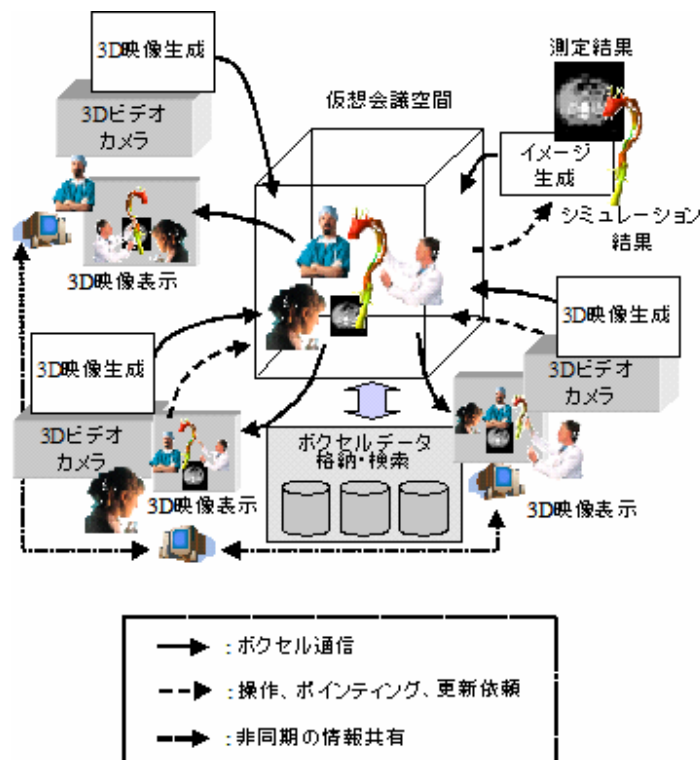 3D映像生成
測定結果
仮想会議空間
3Dビデオ
カメラ
イメージ
生成
シミュレーション
結果
3D映像表示
3D映像生成
3D映像生成
3Dビデオ
カメラ
3Dビデオ
カメラ
ボクセルデータ
格納・検索
3D映像表示
3D映像表示
:ボクセル通信
:操作、ポインティング、更新依頼
:非同期の情報共有